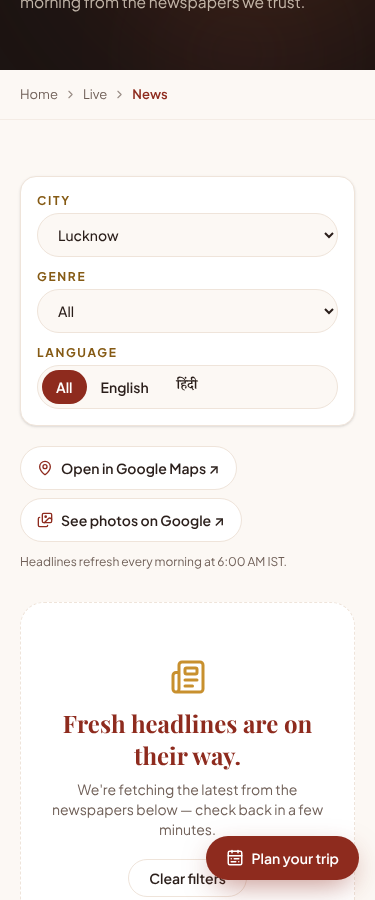 morning from the newspapers we trust.
Home > Live > News
CITY
Lucknow
GENRE
All
LANGUAGE
All English हिंदी
Open in Google Maps ↗
See photos on Google ↗
Headlines refresh every morning at 6:00 AM IST.
Fresh headlines are on
their way.
We're fetching the latest from the
newspapers below — check back in a few
minutes.
Plan your trip
Clear filters